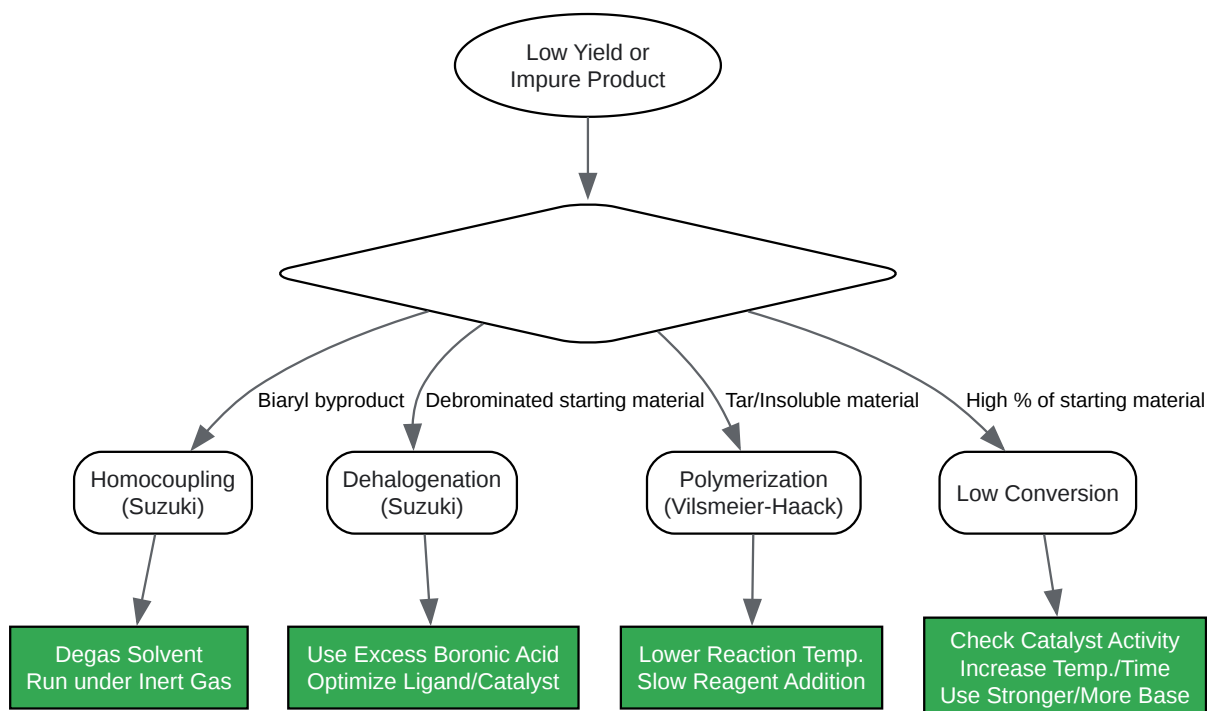 Low Yield or
Impure Product
Biaryl byproduct
Debrominated starting material
Tar/Insoluble material
High % of starting material
Homocoupling
(Suzuki)
Dehalogenation
(Suzuki)
Polymerization
(Vilsmeier-Haack)
Low Conversion
Degas Solvent
Run under Inert Gas
Use Excess Boronic Acid
Optimize Ligand/Catalyst
Lower Reaction Temp.
Slow Reagent Addition
Check Catalyst Activity
Increase Temp./Time
Use Stronger/More Base